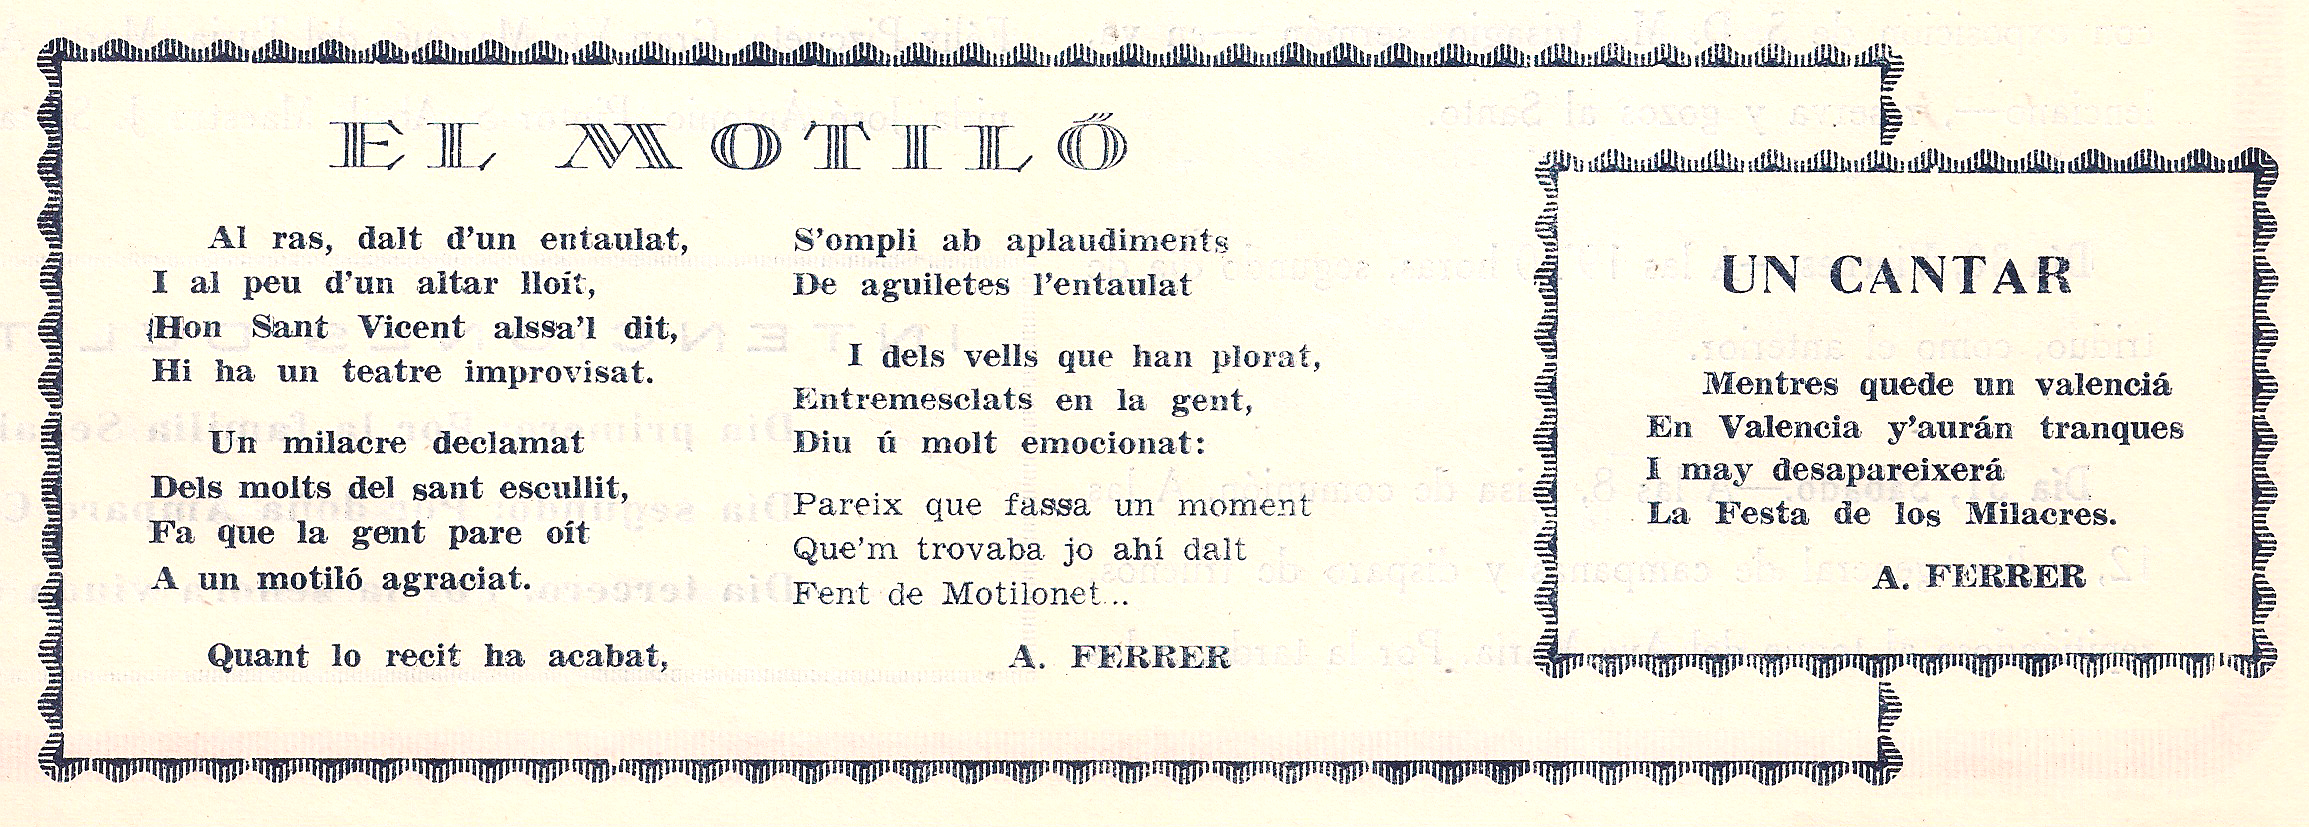 EL MOTILÓ
Al ras, dalt d'un entaulat,
I al peu d'un altar lloít,
Hon Sant Vicent alssa'l dit,
Hi ha un teatre improvisat.
Un milacre declamat
Dels molts del sant escullit,
Fa que la gent pare oít
A un motiló agraciat.
Quant lo recit ha acabat,
S'ompli ab aplaudiments
De aguiletes l'entaulat
I dels vells que han plorat,
Entremesclats en la gent,
Diu ú molt emocionat:
Pareix que fassa un moment
Que'm trovaba jo ahí dalt
Fent de Motilonet...
A. FERRER
UN CANTAR
Mentres quede un valenciá
En Valencia y'aurán tranques
I may desapareixerá
La Festa de los Milacres.
A. FERRER